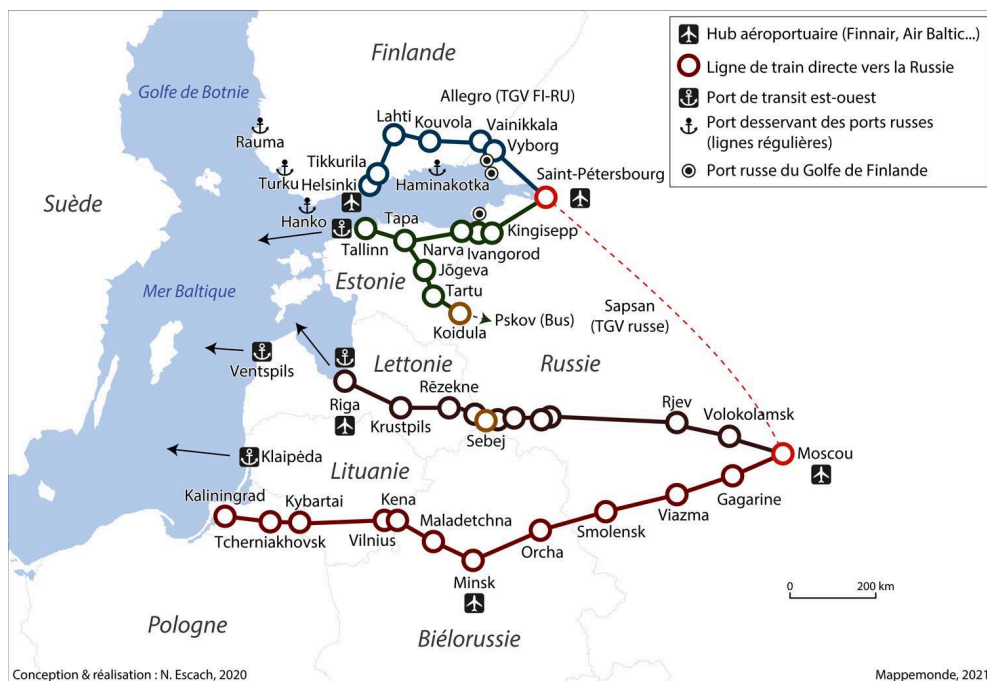 Finlande
Golfe de Botnie
Allegro (TGV FI-RU)
Lahti
Kouvola
Vainikkala
Vyborg
Rauma
Tikkurila
Turku
Helsinki
Haminakotka
Saint-Pétersbourg
Suède
Hanko
Tapa
Tallinn
Narva
Ivangorod
Kingisepp
Estonie
Jõgeva
Mer Baltique
Tartu
Koidula
Pskov (Bus)
Sapsan
(TGV russe)
Ventspils
Lettonie
Russie
Riga
Rēzekne
Krustpils
Sebej
Rjev
Volokolamsk
Moscou
Klaipėda
Lituanie
Gagarine
Kaliningrad
Kybartai
Kena
Viazma
Tcherniakhovsk
Vilnius
Maladetchna
Smolensk
Orcha
Minsk
Pologne
Biélorussie
Hub aéroportuaire (Finnair, Air Baltic...)
Ligne de train directe vers la Russie
Port de transit est-ouest
Port desservant des ports russes
(lignes régulières)
Port russe du Golfe de Finlande
0 200 km
Conception & réalisation : N. Escach, 2020
Mappemonde, 2021